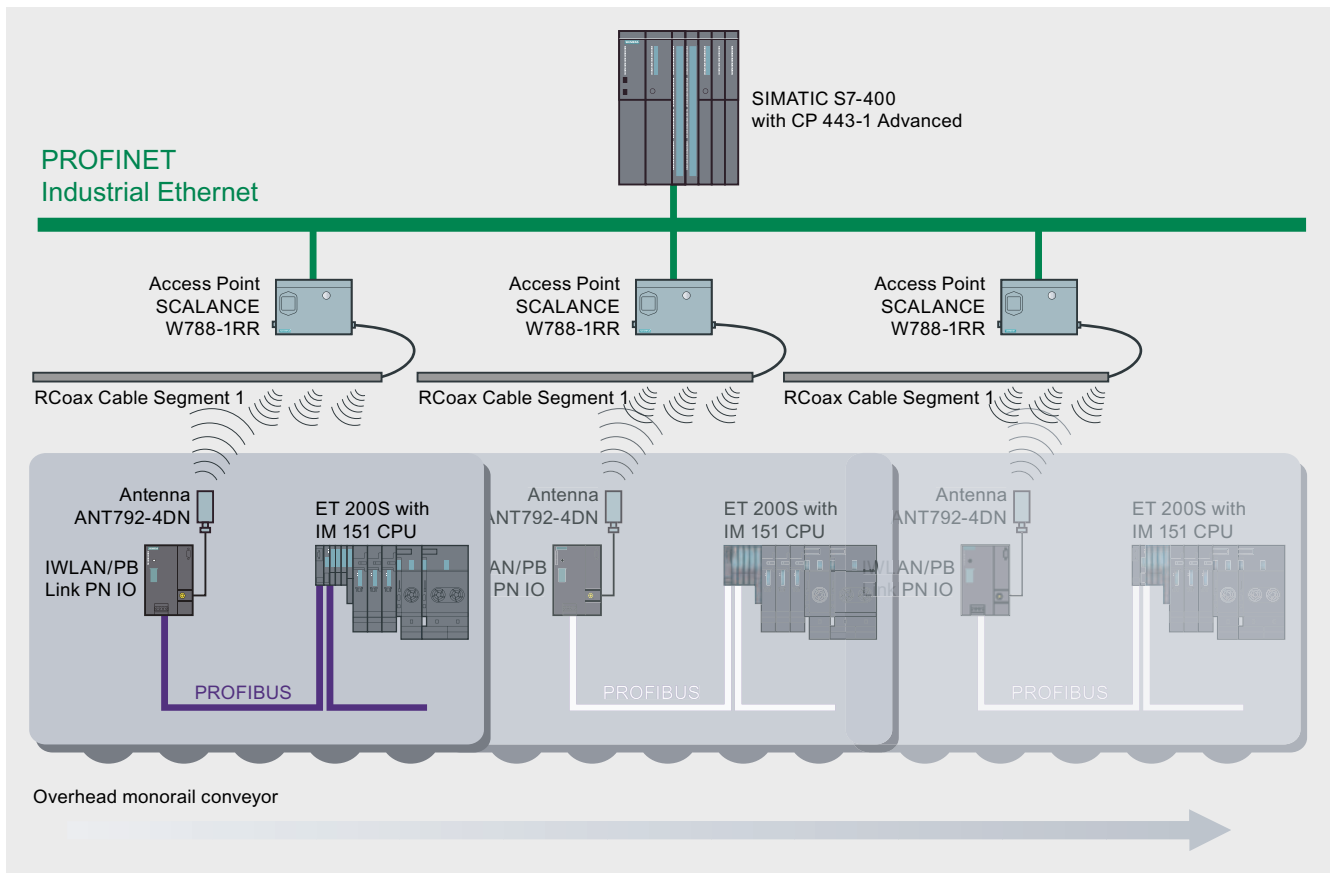 SIMATIC S7-400
with CP 443-1 Advanced
PROFINET
Industrial Ethernet
Access Point
SCALANCE
W788-1RR
Access Point
SCALANCE
W788-1RR
Access Point
SCALANCE
W788-1RR
RCoax Cable Segment 1
RCoax Cable Segment 1
RCoax Cable Segment 1
Antenna
ANT792-4DN
ET 200S with
IM 151 CPU
IWLAN/PB
Link PN IO
PROFIBUS
Antenna
NT792-4DN
ET 200S with
IM 151 CPU
AN/PB
PN IO
PROFIBUS
Antenna
ANT792-4DN
ET 200S with
IM 151 CPU
IWLAN/PB
Link PN IO
PROFIBUS
Overhead monorail conveyor